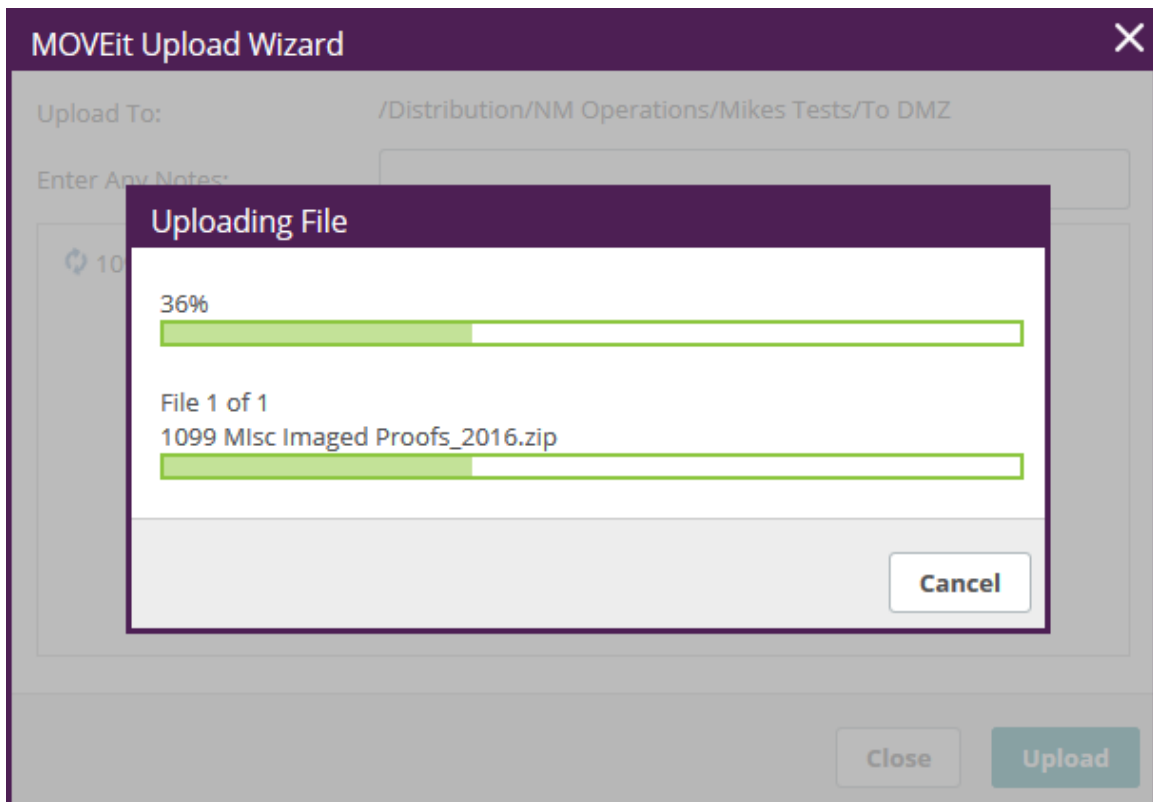 MOVEit Upload Wizard
Upload To: /Distribution/NM Operations/Mikes Tests/To DMZ
Enter Any Notes:
Uploading File
10
36%
File 1 of 1
1099 MIsc Imaged Proofs_2016.zip
Cancel
Close Upload